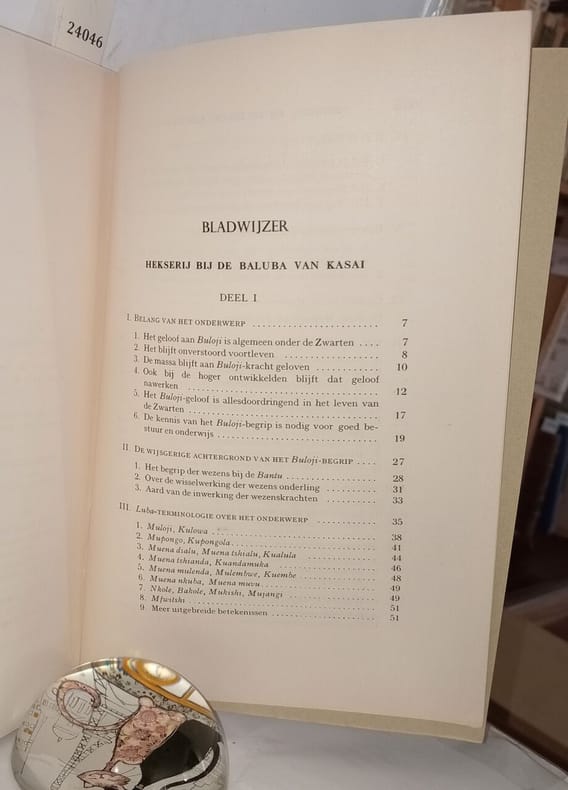 24046
BLADWIJZER
HEKSERIJ BIJ DE BALUBA VAN KASAI
DEEL I
I. BELANG VAN HET ONDERWERP ........ 7
1. Het geloof aan Buloji is algemeen onder de Zwarten .... 7
2. Het blijft onverstoord voortleven ........ 8
3. De massa blijft aan Buloji-kracht geloven ........ 10
4. Ook bij de hoger ontwikkelden blijft dat geloof
nawerken ........ 12
5. Het Buloji-geloof is allesdoordringend in het leven van
de Zwarten ........ 17
6. De kennis van het Buloji-begrip is nodig voor goed be-
stuur en onderwijs ........ 19
II. DE WIJSGERIGE ACHTERGROND VAN HET Buloji-BEGRIP .... 27
1. Het begrip der wezens bij de Bantu ........ 28
2. Over de wisselwerking der wezens onderling ........ 31
3. Aard van de inwerking der wezenskrachten ........ 33
III. Luba-TERMINOLOGIE OVER HET ONDERWERP ........ 35
1. Muloji, Kulowa ........ 38
2. Mupongo, Kupongola ........ 41
3. Muena dialu, Muena tshialu, Kualula ........ 44
4. Muena tshianda, Kuandamuka ........ 46
5. Muena mulenda, Mulembwe, Kuembe ........ 48
6. Muena nkuba, Muena muvu ........ 49
7. Nkole, Bakole, Mukishi, Mujangi ........ 49
8. Mfwitshi ........ 51
9. Meer uitgebreide betekenissen ........ 51